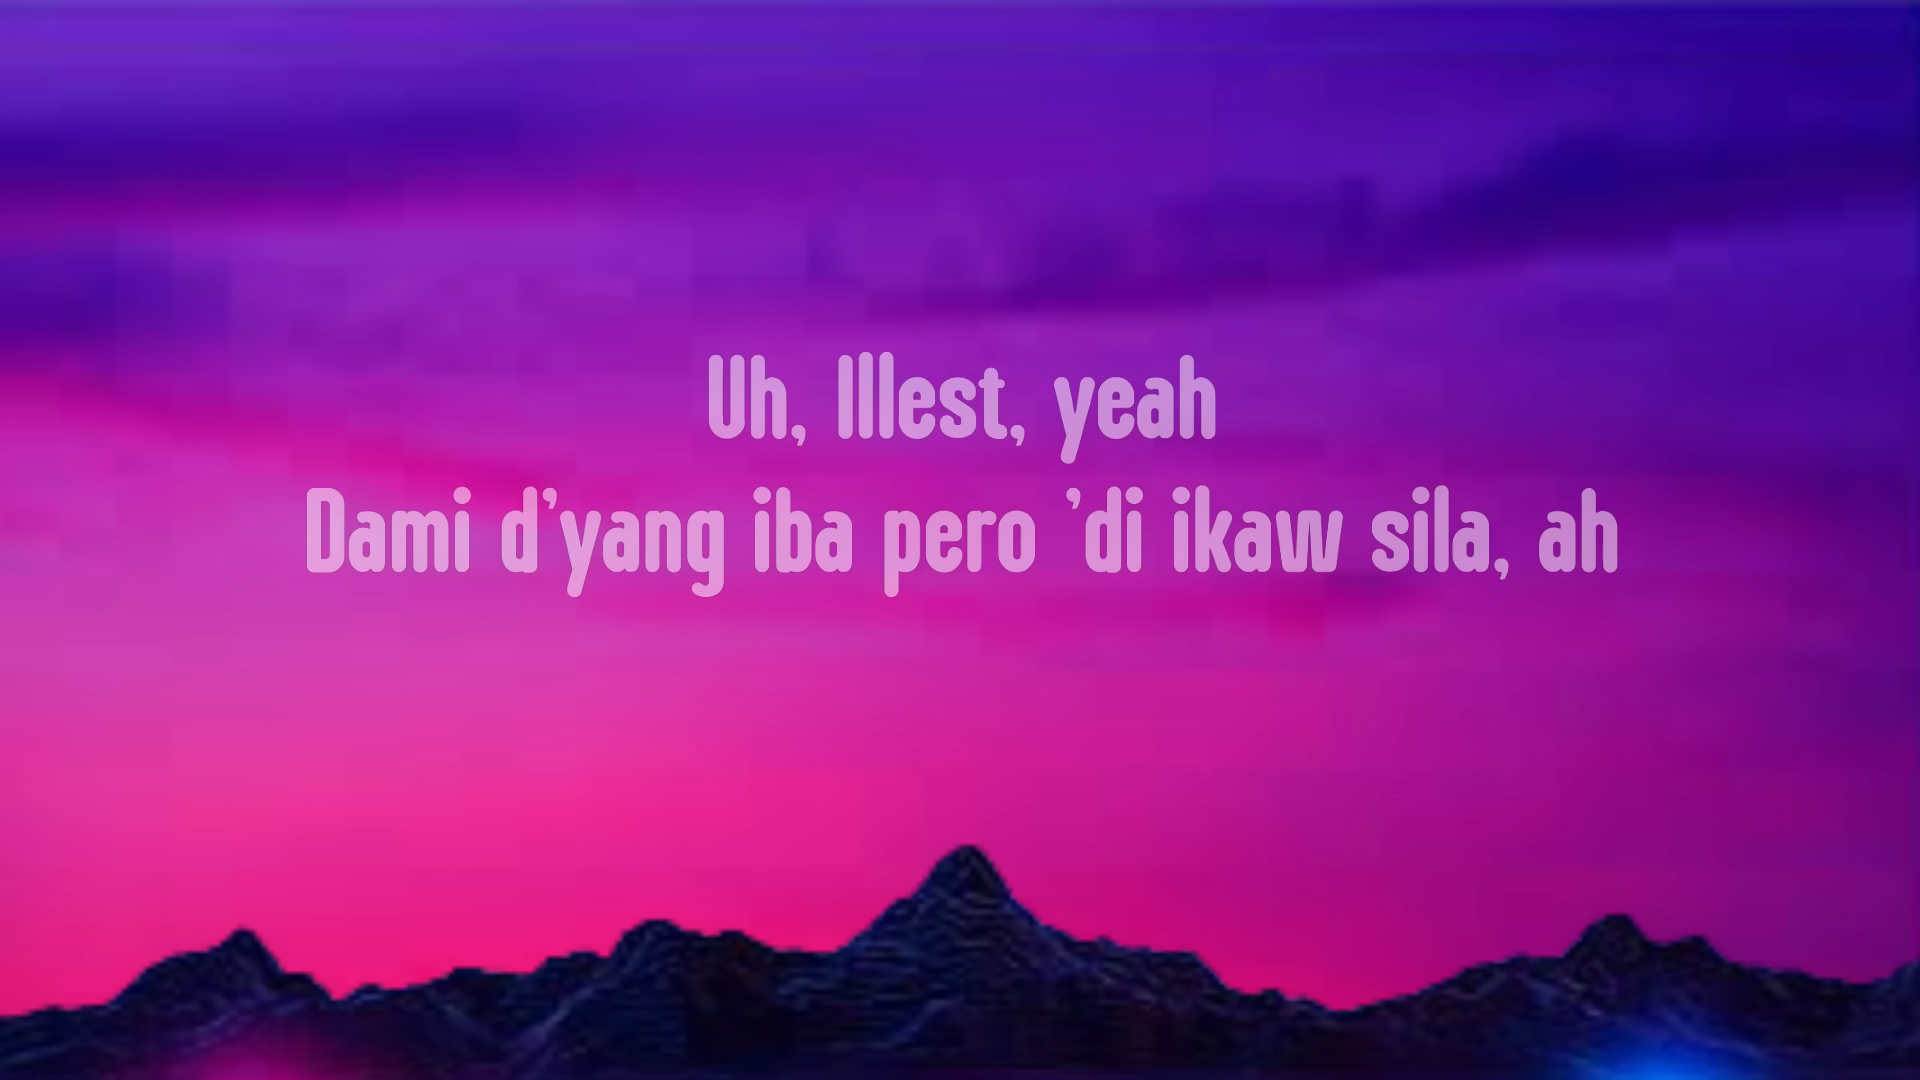 Uh, Illest, yeah
Dami d'yang iba pero 'di ikaw sila, ah